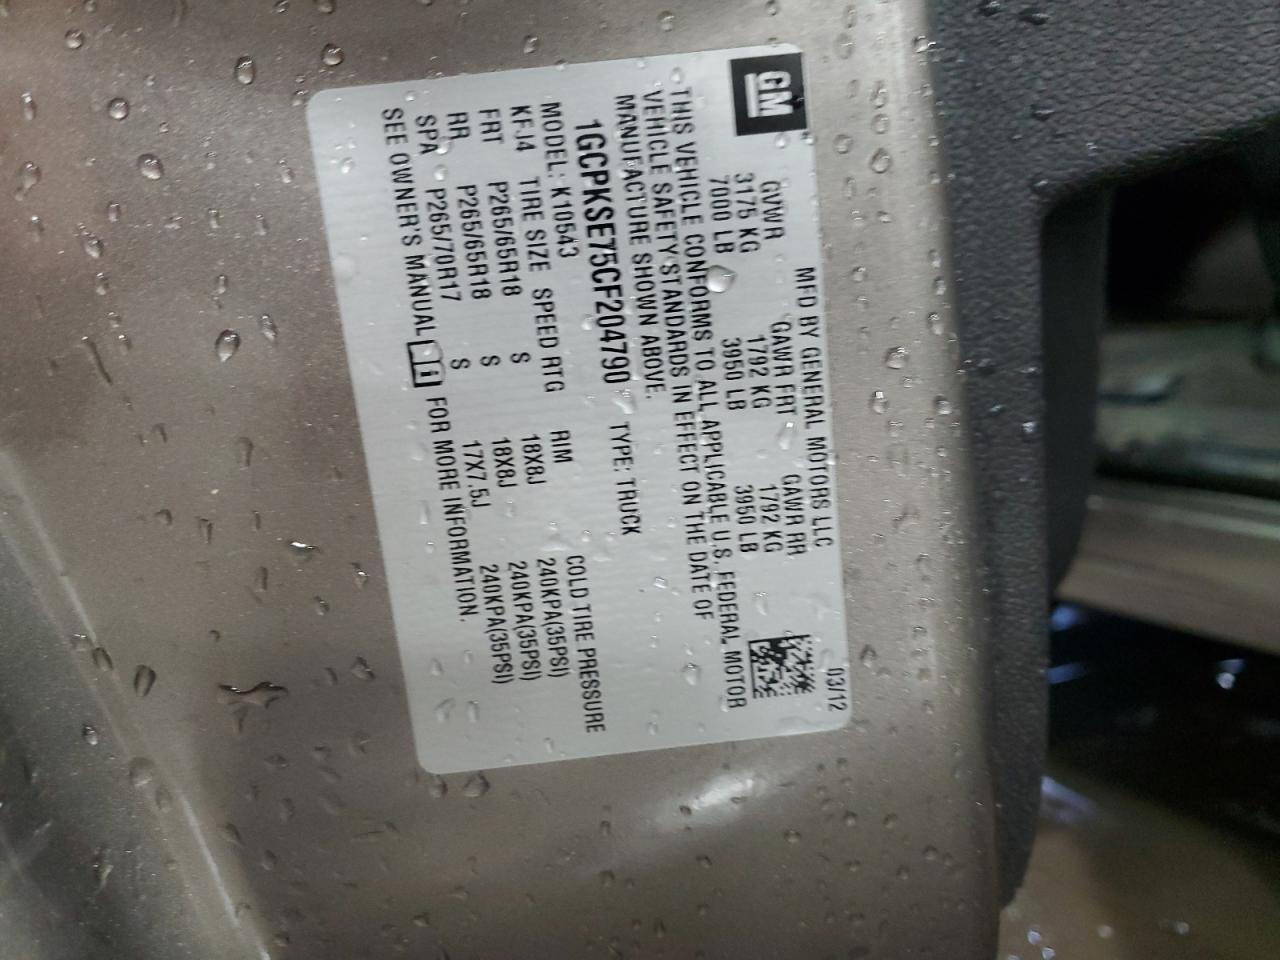 GM
MFD BY GENERAL MOTORS LLC 03/12
GVWR GAWR FRT GAWR RR
3175 KG 1792 KG 1792 KG
7000 LB 3950 LB 3950 LB
THIS VEHICLE CONFORMS TO ALL APPLICABLE U.S. FEDERAL MOTOR
VEHICLE SAFETY STANDARDS IN EFFECT ON THE DATE OF
MANUFACTURE SHOWN ABOVE.
1GCPKSE75CF204790 TYPE: TRUCK
MODEL: K10543
KFJ4 TIRE SIZE SPEED RTG RIM COLD TIRE PRESSURE
FRT P265/65R18 S 18X8J 240KPA(35PSI)
RR P265/65R18 S 18X8J 240KPA(35PSI)
SPA P265/70R17 S 17X7.5J 240KPA(35PSI)
SEE OWNER'S MANUAL i FOR MORE INFORMATION.